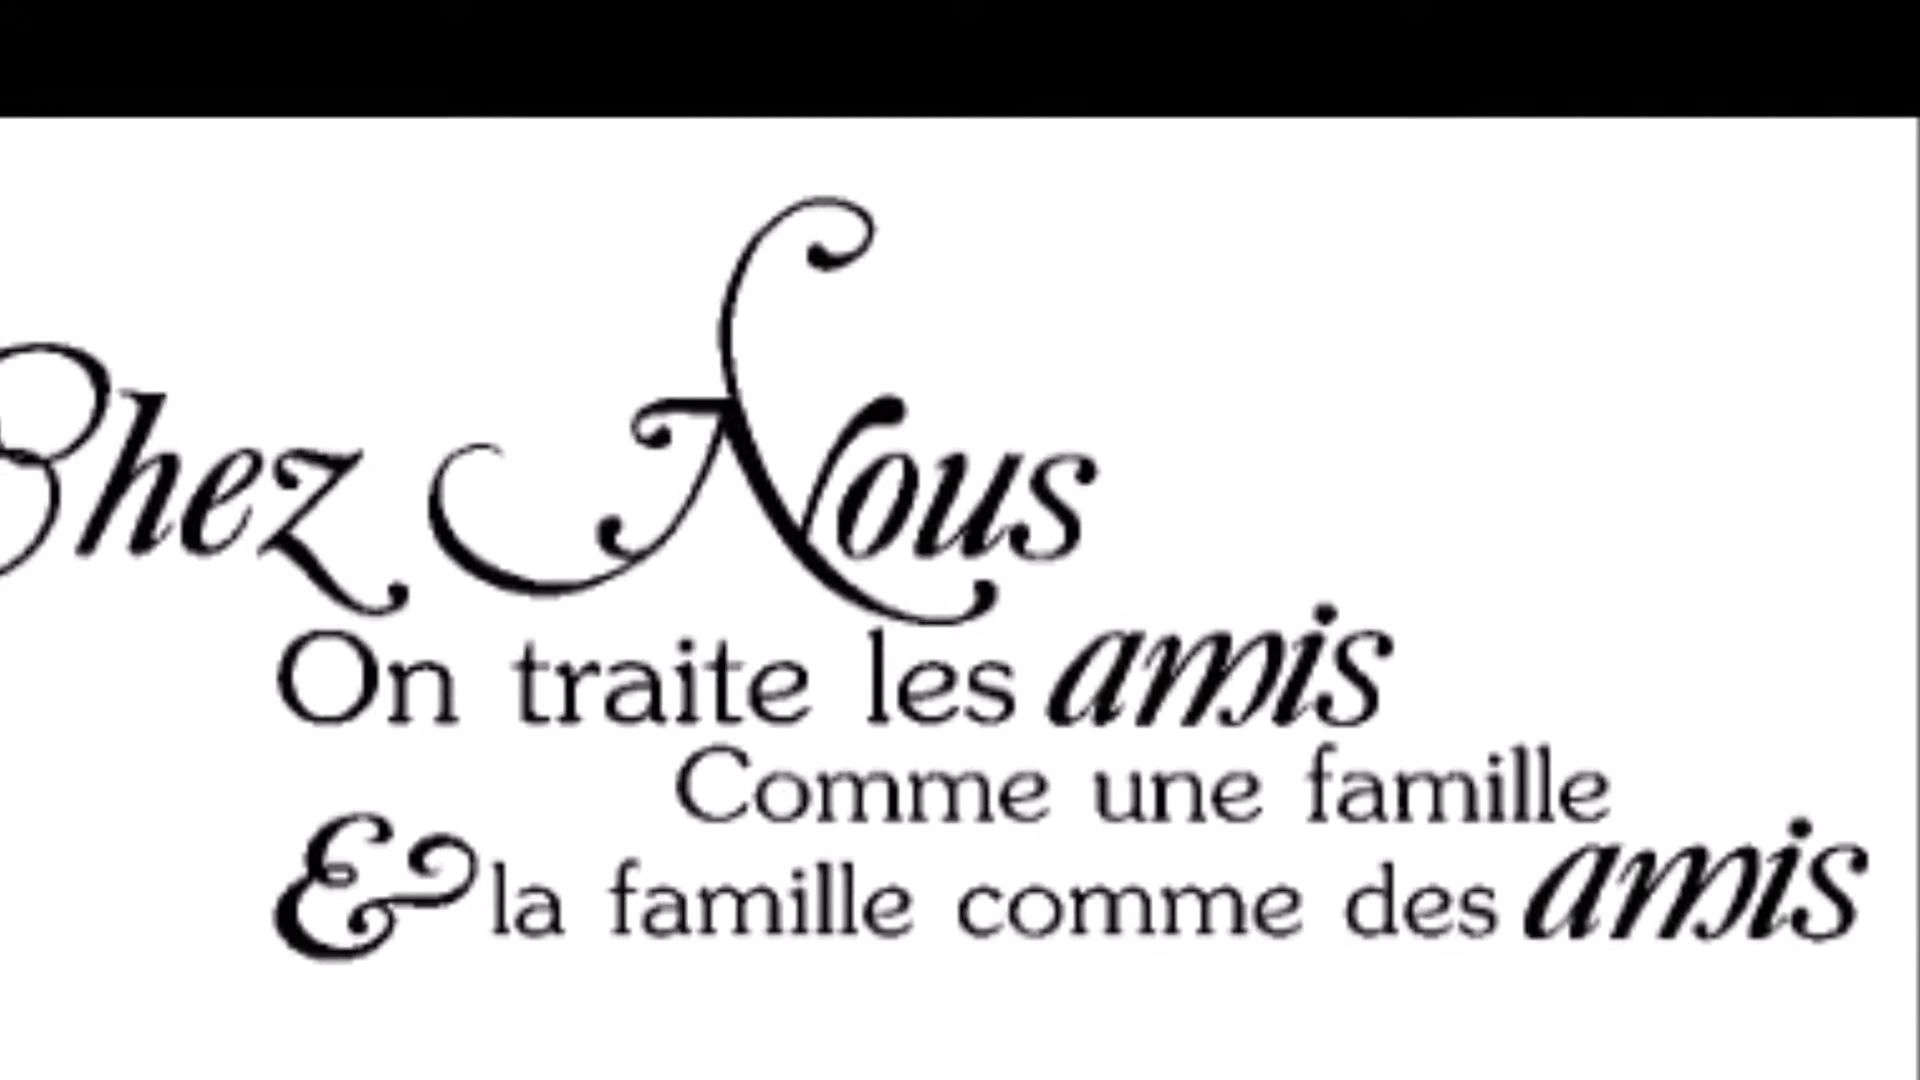 Chez Nous
On traite les amis
Comme une famille
& la famille comme des amis